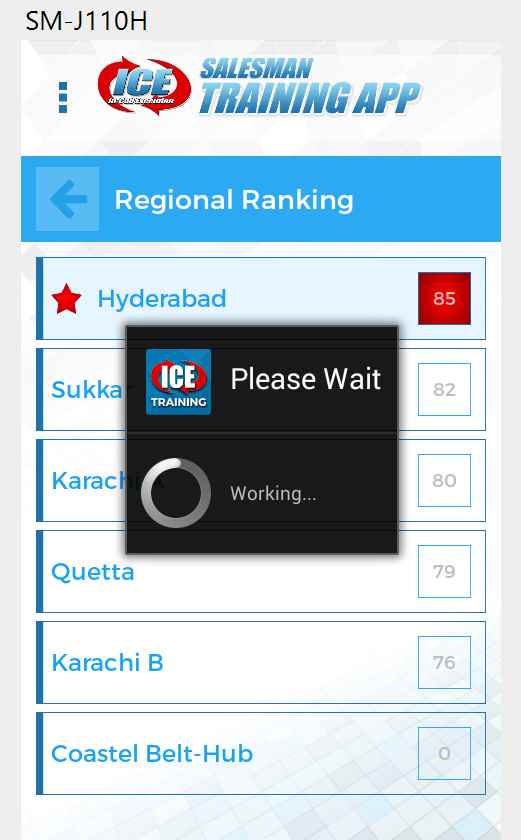 SM-J110H
ICE
SALESMAN
TRAINING APP
Regional Ranking
Hyderabad 85
Sukkar 82
Karachi A 80
ICE
TRAINING
Please Wait
Working...
Quetta 79
Karachi B 76
Coastel Belt-Hub 0